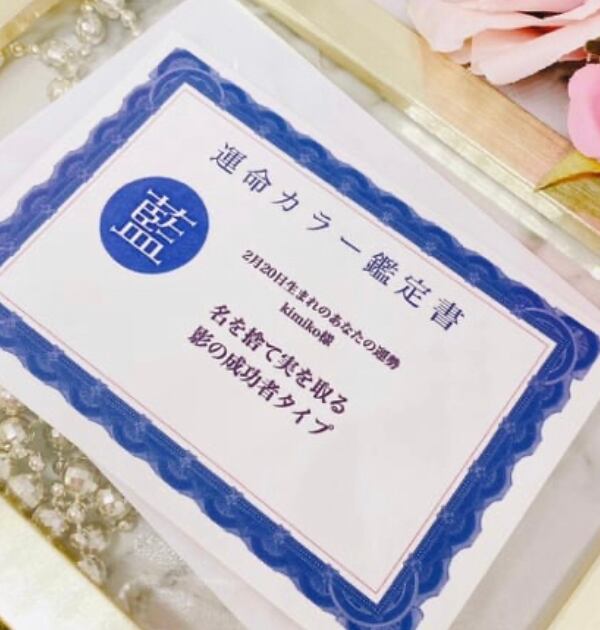 運命カラー鑑定書
藍
2月20日生まれのあなたの運勢
kimiko様
名を捨て実を取る
影の成功者タイプ